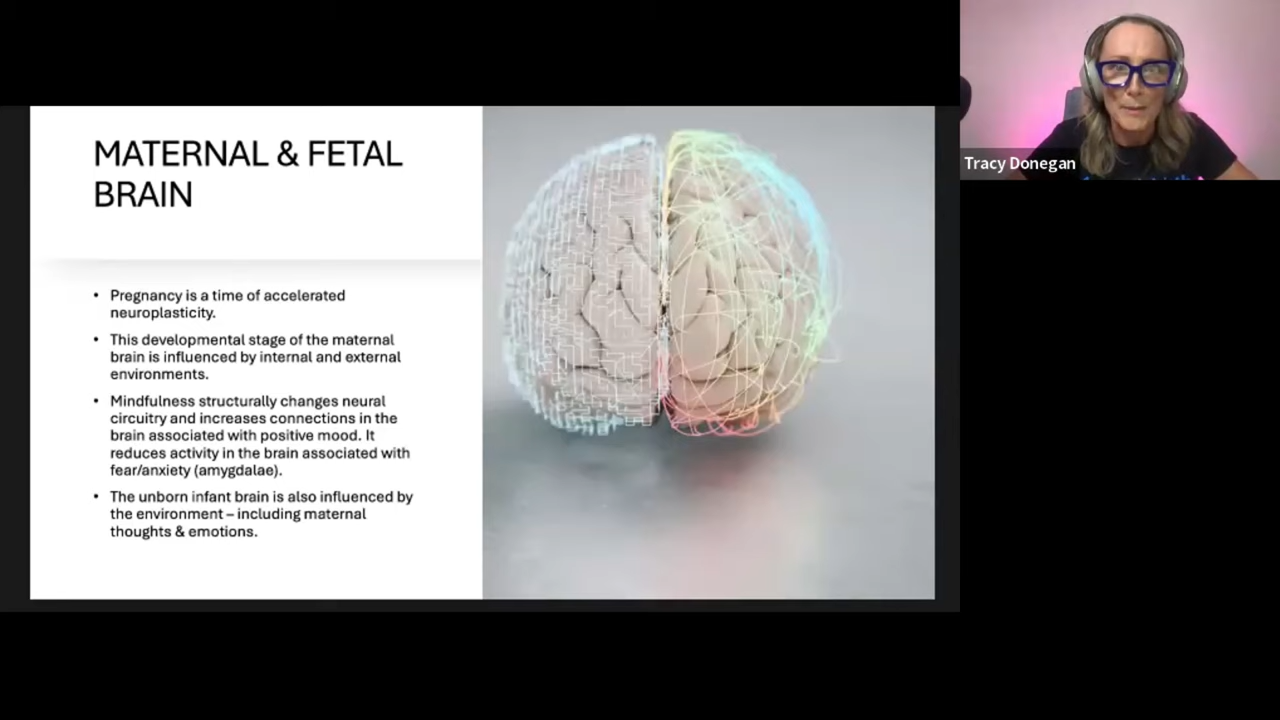 MATERNAL & FETAL
BRAIN
• Pregnancy is a time of accelerated
neuroplasticity.
• This developmental stage of the maternal
brain is influenced by internal and external
environments.
• Mindfulness structurally changes neural
circuitry and increases connections in the
brain associated with positive mood. It
reduces activity in the brain associated with
fear/anxiety (amygdalae).
• The unborn infant brain is also influenced by
the environment – including maternal
thoughts & emotions.
Tracy Donegan